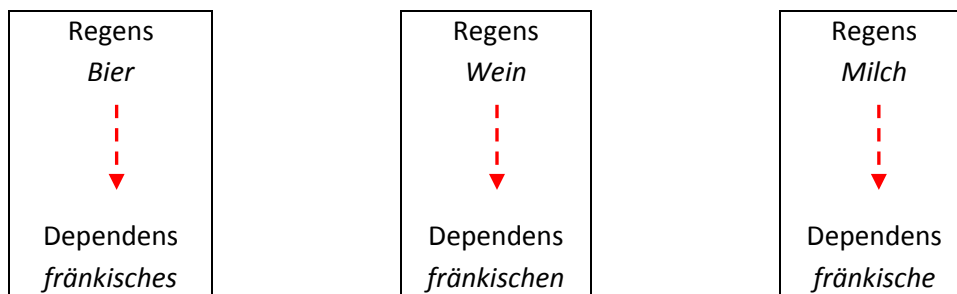 Regens
Bier
Dependens
fränkisches
Regens
Wein
Dependens
fränkischen
Regens
Milch
Dependens
fränkische